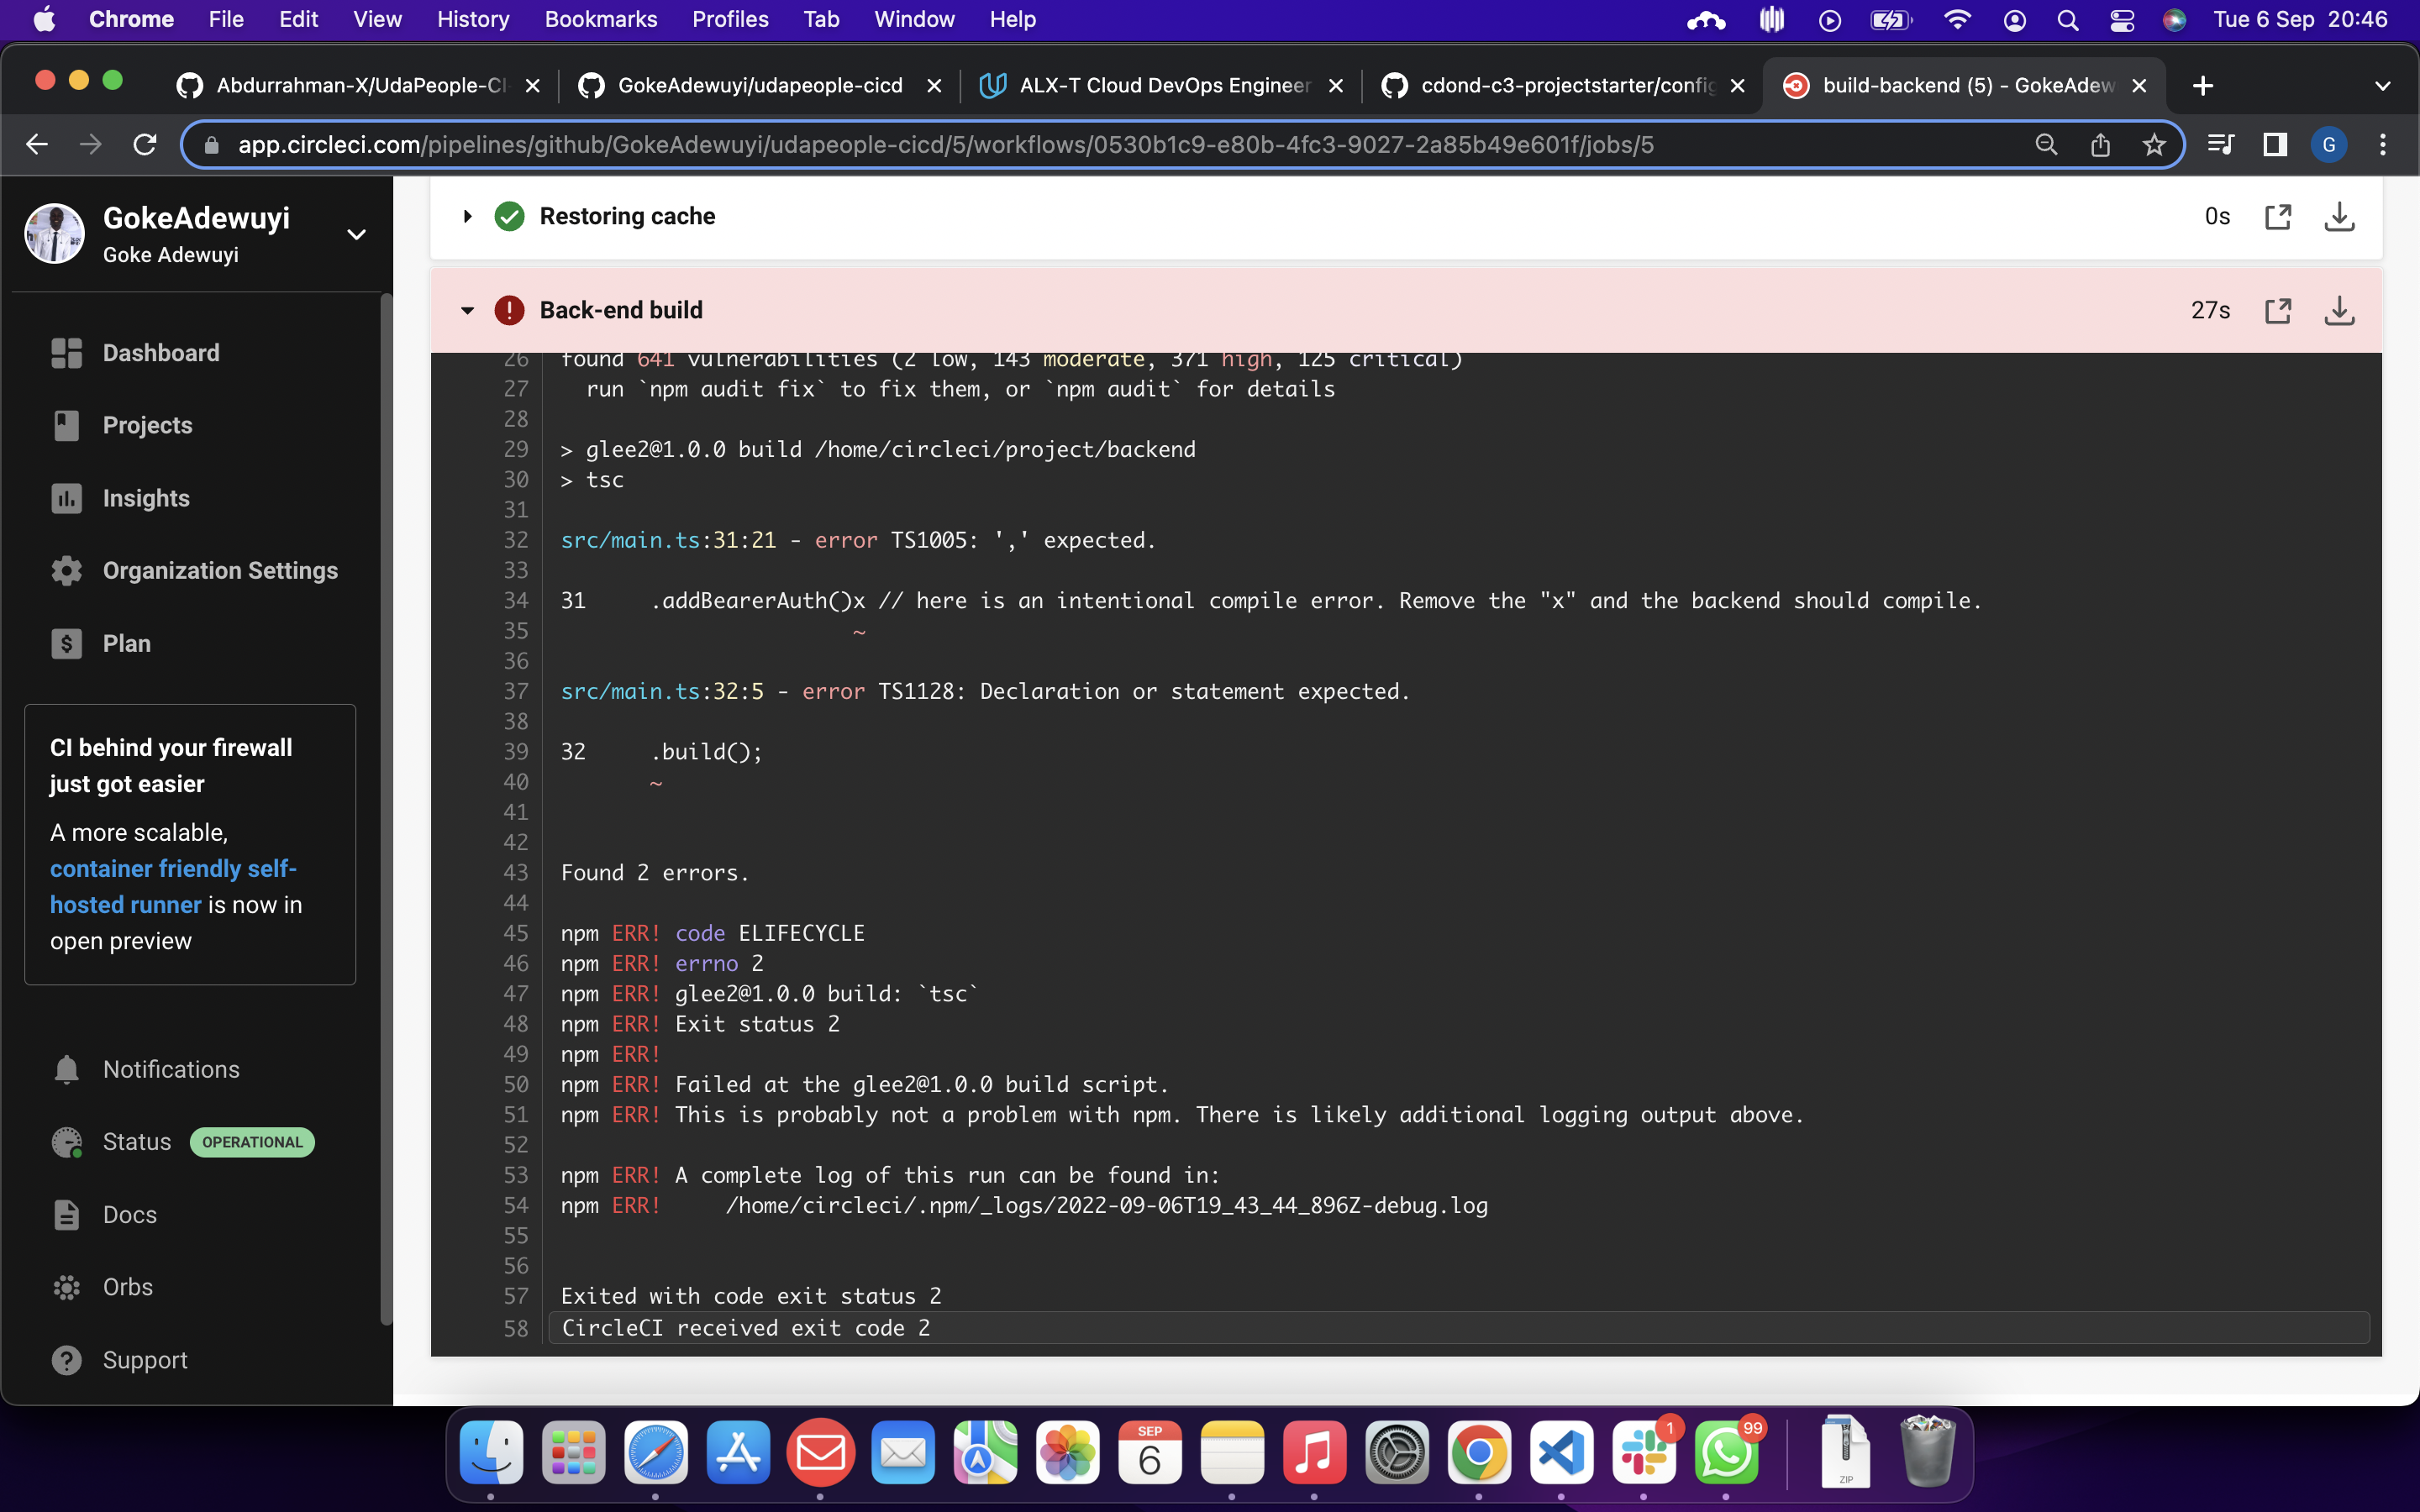 Chrome File Edit View History Bookmarks Profiles Tab Window Help Tue 6 Sep 20:46
Abdurrahman-X/UdaPeople-CI- GokeAdewuyi/udapeople-cicd ALX-T Cloud DevOps Engineer cdond-c3-projectstarter/config build-backend (5) - GokeAdew
app.circleci.com/pipelines/github/GokeAdewuyi/udapeople-cicd/5/workflows/0530b1c9-e80b-4fc3-9027-2a85b49e601f/jobs/5 G
GokeAdewuyi
Goke Adewuyi
Dashboard
Projects
Insights
Organization Settings
Plan
CI behind your firewall
just got easier
A more scalable,
container friendly self-
hosted runner is now in
open preview
Notifications
Status OPERATIONAL
Docs
Orbs
Support
Restoring cache 0s
Back-end build 27s
26 found 641 vulnerabilities (2 low, 143 moderate, 371 high, 125 critical)
27 run `npm audit fix` to fix them, or `npm audit` for details
28
29 > glee2@1.0.0 build /home/circleci/project/backend
30 > tsc
31
32 src/main.ts:31:21 - error TS1005: ',' expected.
33
34 31 .addBearerAuth()x // here is an intentional compile error. Remove the "x" and the backend should compile.
35 ~
36
37 src/main.ts:32:5 - error TS1128: Declaration or statement expected.
38
39 32 .build();
40 ~
41
42
43 Found 2 errors.
44
45 npm ERR! code ELIFECYCLE
46 npm ERR! errno 2
47 npm ERR! glee2@1.0.0 build: `tsc`
48 npm ERR! Exit status 2
49 npm ERR!
50 npm ERR! Failed at the glee2@1.0.0 build script.
51 npm ERR! This is probably not a problem with npm. There is likely additional logging output above.
52
53 npm ERR! A complete log of this run can be found in:
54 npm ERR! /home/circleci/.npm/_logs/2022-09-06T19_43_44_896Z-debug.log
55
56
57 Exited with code exit status 2
58 CircleCI received exit code 2
SEP
6
1
99
ZIP